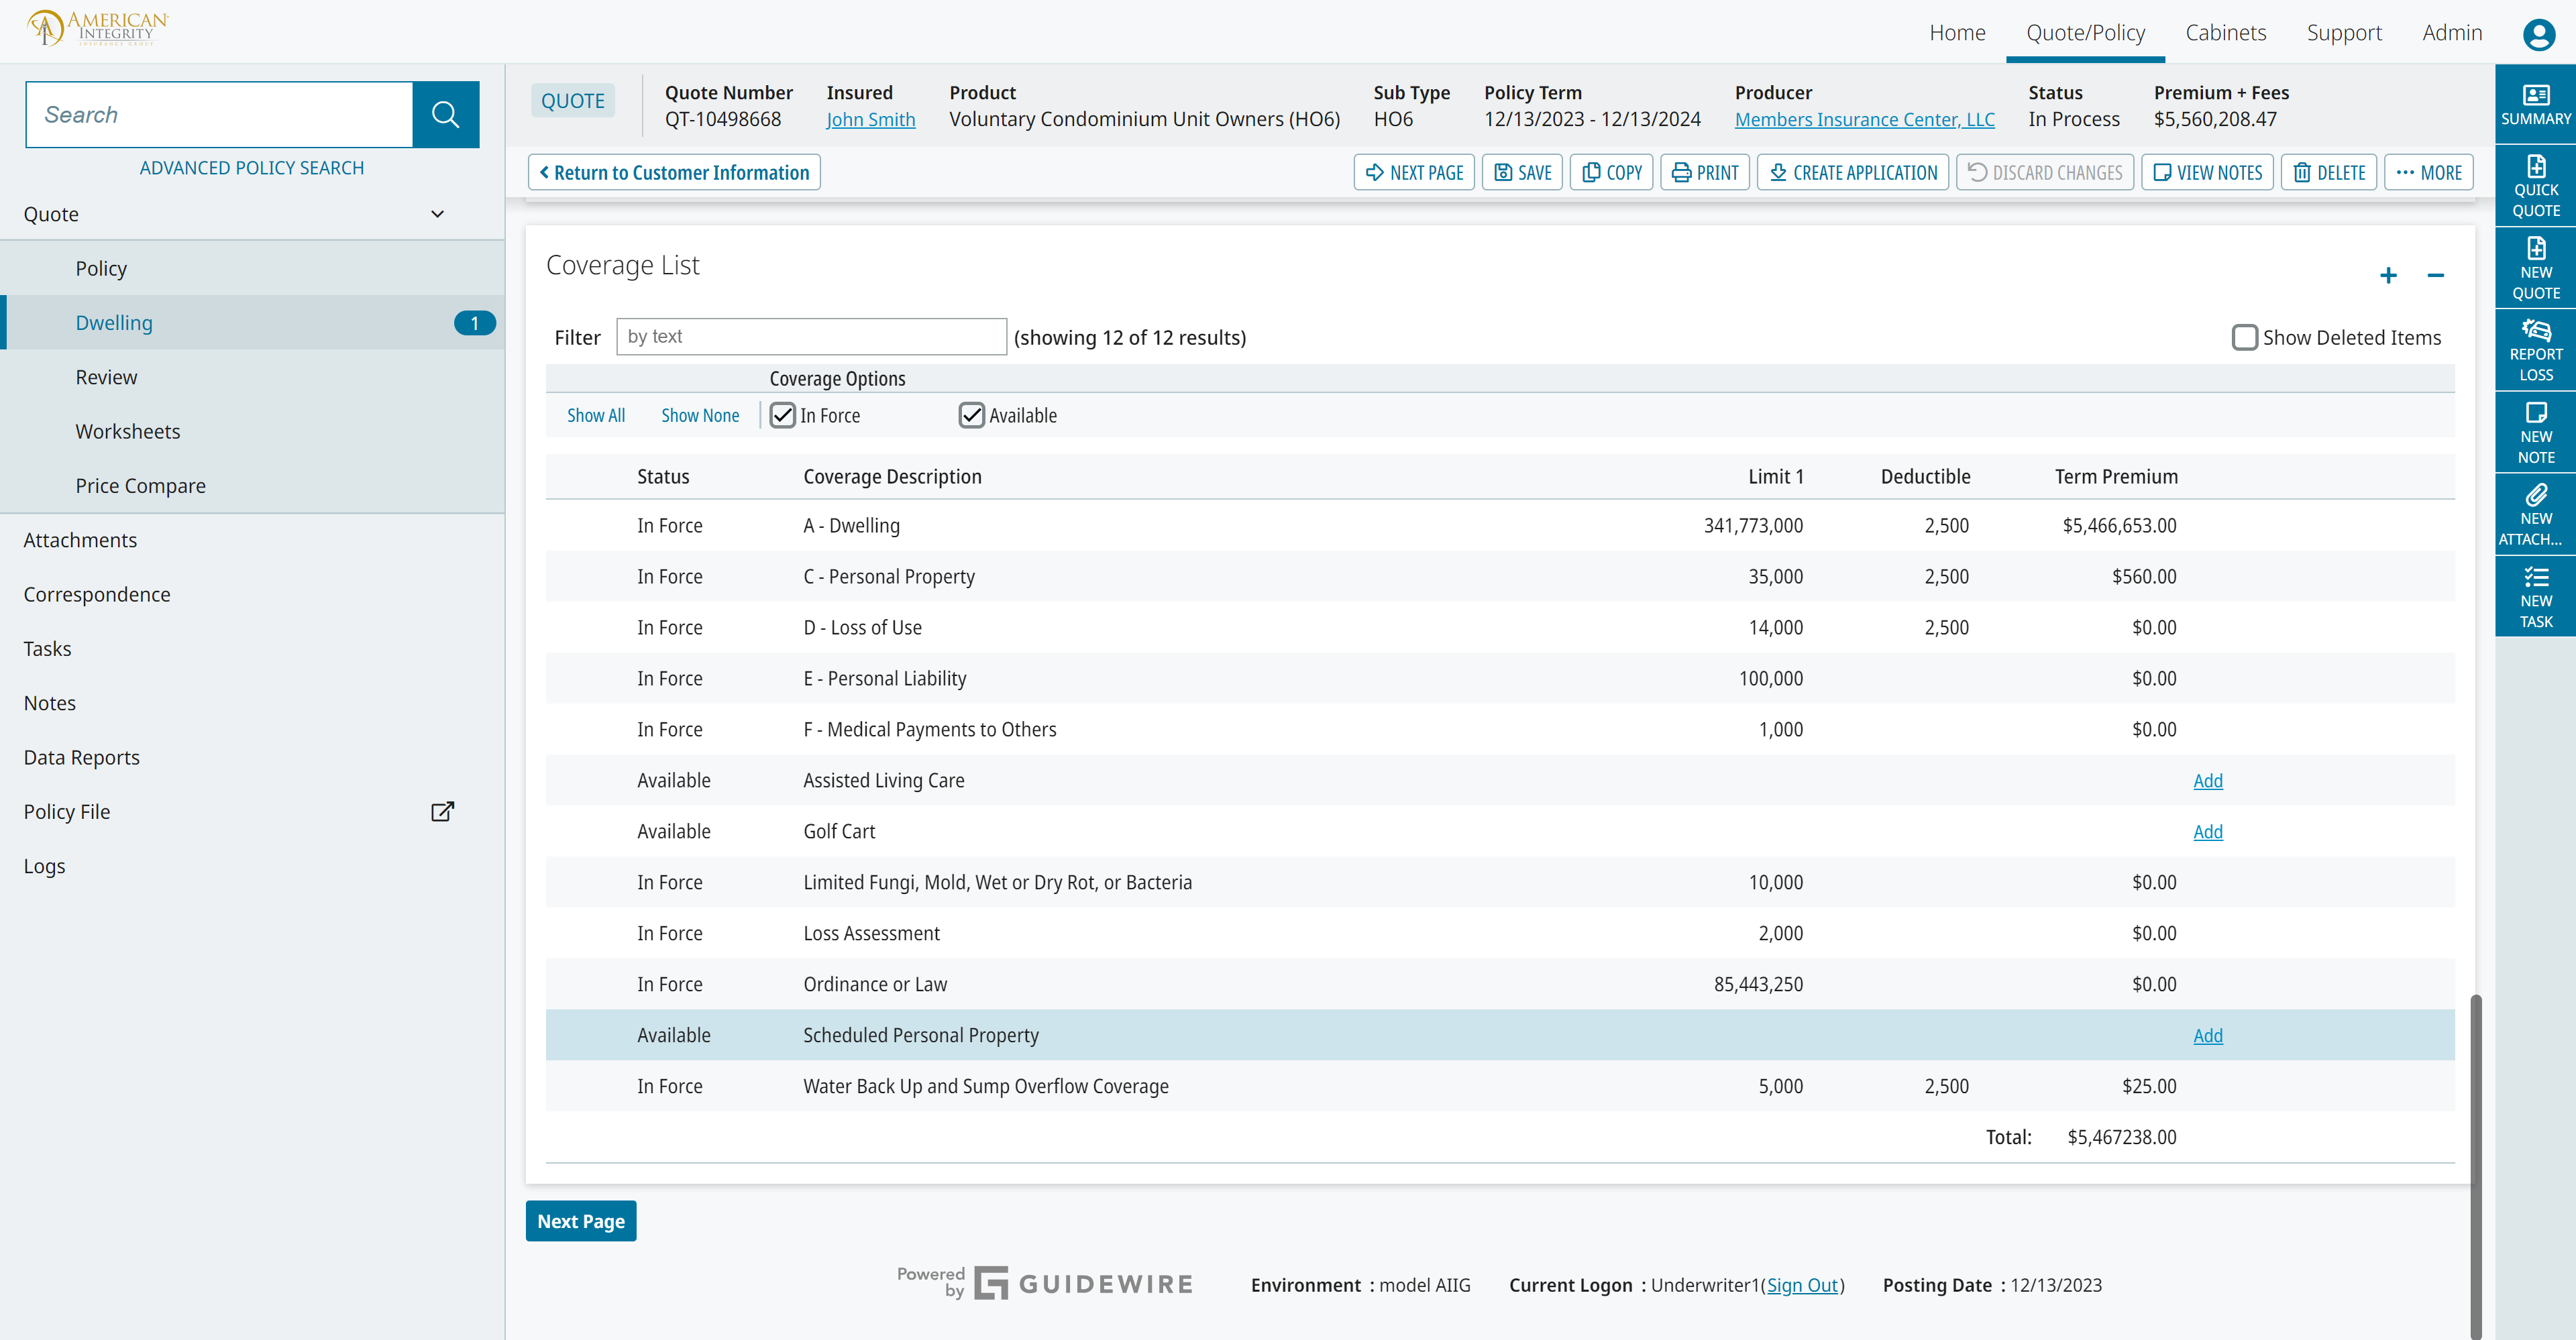 AMERICAN
INTEGRITY
INSURANCE GROUP
Home Quote/Policy Cabinets Support Admin
Search
ADVANCED POLICY SEARCH
Quote
Policy
Dwelling 1
Review
Worksheets
Price Compare
Attachments
Correspondence
Tasks
Notes
Data Reports
Policy File
Logs
QUOTE
Quote Number Insured Product Sub Type Policy Term Producer Status Premium + Fees
QT-10498668 John Smith Voluntary Condominium Unit Owners (HO6) HO6 12/13/2023 - 12/13/2024 Members Insurance Center, LLC In Process $5,560,208.47
Return to Customer Information NEXT PAGE SAVE COPY PRINT CREATE APPLICATION DISCARD CHANGES VIEW NOTES DELETE MORE
Coverage List
Filter by text (showing 12 of 12 results) Show Deleted Items
Coverage Options
Show All Show None In Force Available
Status Coverage Description Limit 1 Deductible Term Premium
In Force A - Dwelling 341,773,000 2,500 $5,466,653.00
In Force C - Personal Property 35,000 2,500 $560.00
In Force D - Loss of Use 14,000 2,500 $0.00
In Force E - Personal Liability 100,000 $0.00
In Force F - Medical Payments to Others 1,000 $0.00
Available Assisted Living Care Add
Available Golf Cart Add
In Force Limited Fungi, Mold, Wet or Dry Rot, or Bacteria 10,000 $0.00
In Force Loss Assessment 2,000 $0.00
In Force Ordinance or Law 85,443,250 $0.00
Available Scheduled Personal Property Add
In Force Water Back Up and Sump Overflow Coverage 5,000 2,500 $25.00
Total: $5,467238.00
Next Page
Powered
by GUIDEWIRE
Environment : model AIIG Current Logon : Underwriter1(Sign Out) Posting Date : 12/13/2023
SUMMARY
QUICK
QUOTE
NEW
QUOTE
REPORT
LOSS
NEW
NOTE
NEW
ATTACH...
NEW
TASK